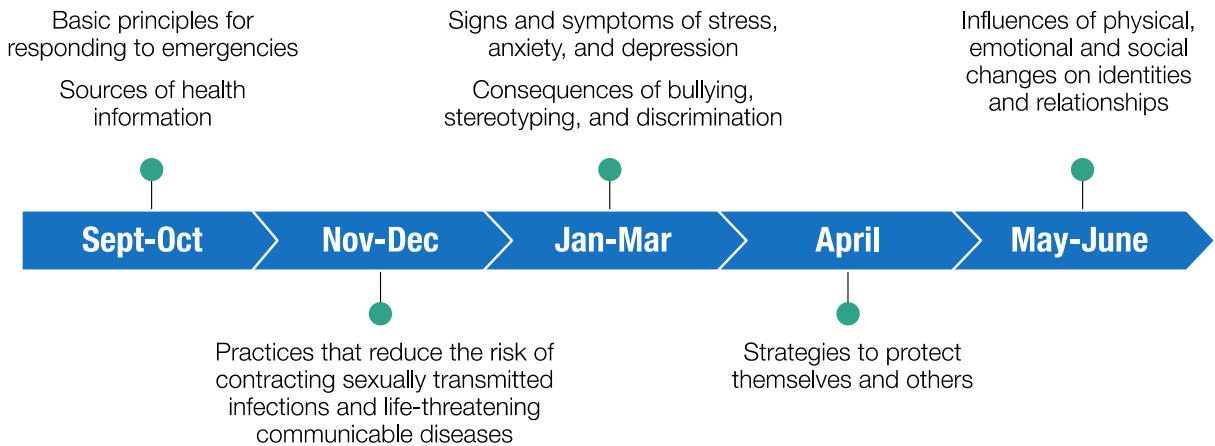 Basic principles for
responding to emergencies
Sources of health
information
Signs and symptoms of stress,
anxiety, and depression
Consequences of bullying,
stereotyping, and discrimination
Influences of physical,
emotional and social
changes on identities
and relationships
Sept-Oct
Nov-Dec
Jan-Mar
April
May-June
Practices that reduce the risk of
contracting sexually transmitted
infections and life-threatening
communicable diseases
Strategies to protect
themselves and others